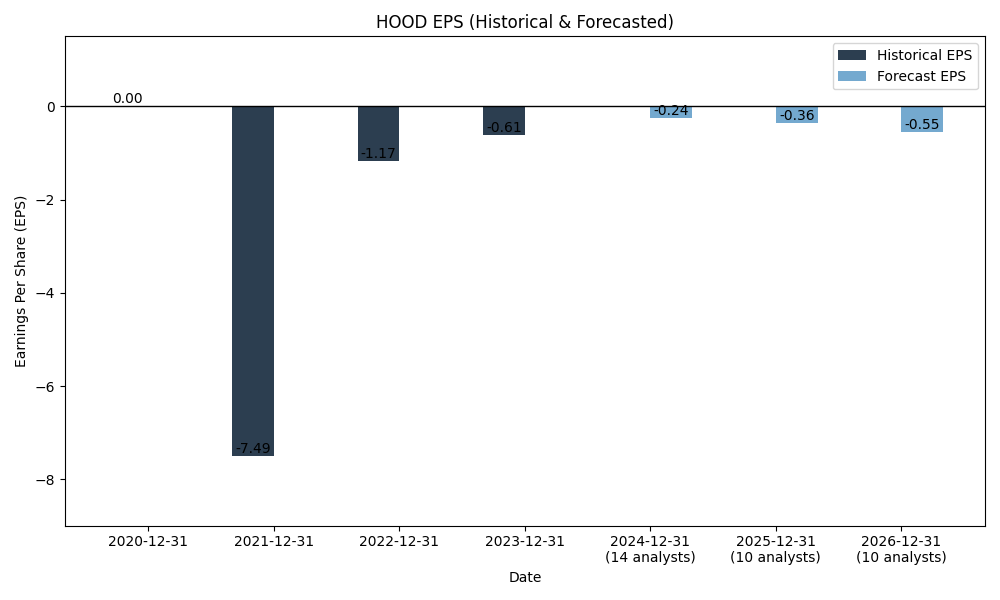 HOOD EPS (Historical & Forecasted)
Historical EPS
Forecast EPS
Earnings Per Share (EPS)
0
−2
−4
−6
−8
0.00
-7.49
-1.17
-0.61
-0.24
-0.36
-0.55
2020-12-31
2021-12-31
2022-12-31
2023-12-31
2024-12-31
(14 analysts)
2025-12-31
(10 analysts)
2026-12-31
(10 analysts)
Date